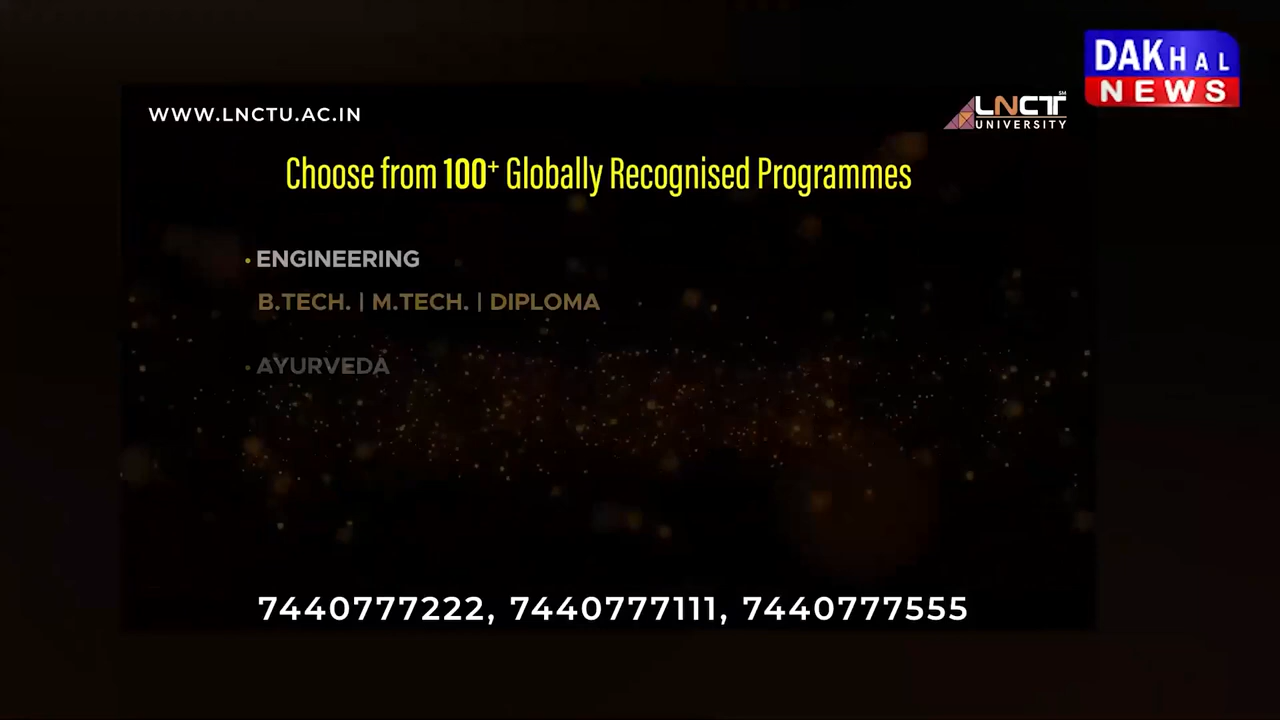 DAKHAL
NEWS
WWW.LNCTU.AC.IN
LNCT SM
UNIVERSITY
Choose from 100+ Globally Recognised Programmes
• ENGINEERING
B.TECH. | M.TECH. | DIPLOMA
• AYURVEDA
7440777222, 7440777111, 7440777555